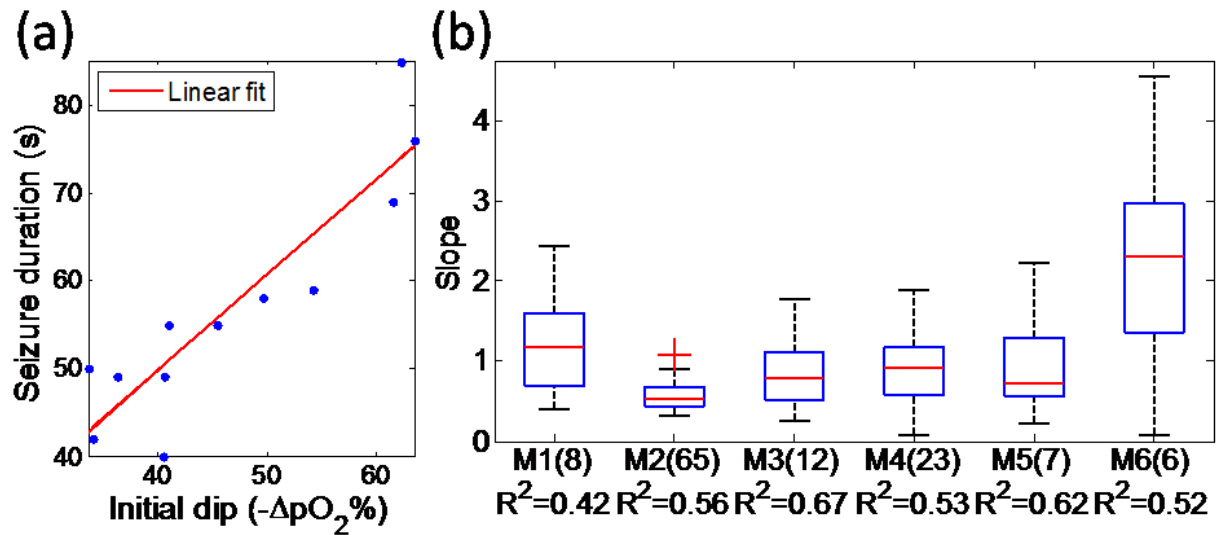 (a)
Linear fit
Seizure duration (s)
80
70
60
50
40
40 50 60
Initial dip (-ΔpO₂%)
(b)
Slope
4
3
2
1
0
M1(8) M2(65) M3(12) M4(23) M5(7) M6(6)
R²=0.42 R²=0.56 R²=0.67 R²=0.53 R²=0.62 R²=0.52